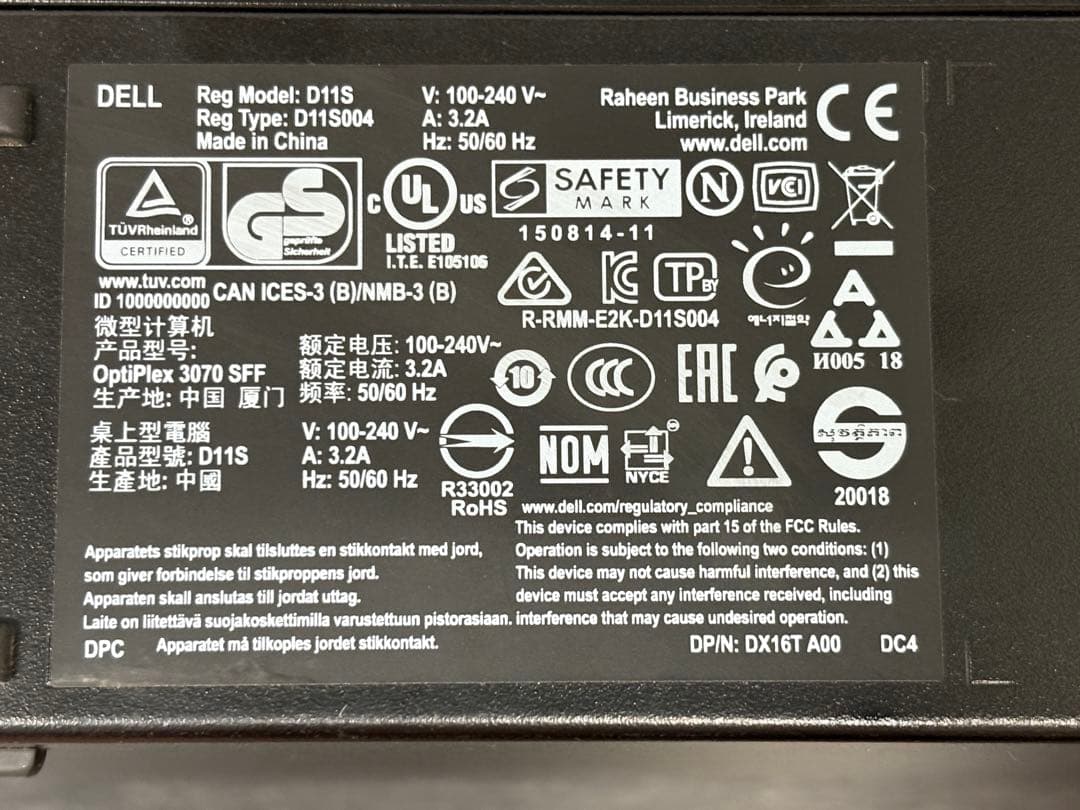 DELL
Reg Model: D11S
Reg Type: D11S004
Made in China
V: 100-240 V~
A: 3.2A
Hz: 50/60 Hz
Raheen Business Park
Limerick, Ireland
www.dell.com
CE
TÜVRheinland®
CERTIFIED
GS
geprüfte
Sicherheit
www.tuv.com
ID 1000000000
C UL US
LISTED
I.T.E. E105106
SAFETY
MARK
150814-11
N
VCI
CAN ICES-3 (B)/NMB-3 (B)
TP BY
R-RMM-E2K-D11S004
에너지절약
И005 18
微型计算机
产品型号:
OptiPlex 3070 SFF
生产地: 中国 厦门
额定电压: 100-240V~
额定电流: 3.2A
频率: 50/60 Hz
10
CCC
EAC
桌上型電腦
產品型號: D11S
生產地: 中國
V: 100-240 V~
A: 3.2A
Hz: 50/60 Hz
R33002
RoHS
NOM
NYCE
20018
www.dell.com/regulatory_compliance
This device complies with part 15 of the FCC Rules.
Operation is subject to the following two conditions: (1)
This device may not cause harmful interference, and (2) this
device must accept any interference received, including
interference that may cause undesired operation.
Apparatets stikprop skal tilsluttes en stikkontakt med jord,
som giver forbindelse til stikproppens jord.
Apparaten skall anslutas till jordat uttag.
Laite on liitettävä suojakoskettimilla varustettuun pistorasiaan.
Apparatet må tilkoples jordet stikkontakt.
DPC
DP/N: DX16T A00
DC4